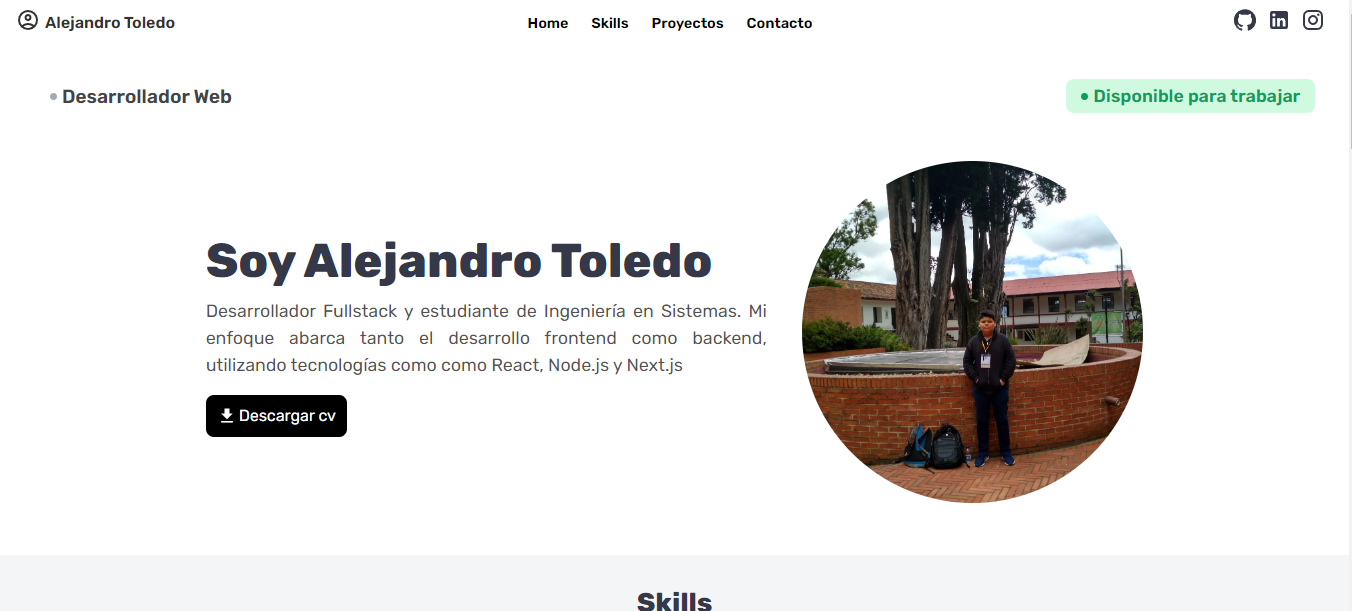 Alejandro Toledo
Home Skills Proyectos Contacto
Desarrollador Web
Disponible para trabajar
Soy Alejandro Toledo
Desarrollador Fullstack y estudiante de Ingeniería en Sistemas. Mi
enfoque abarca tanto el desarrollo frontend como backend,
utilizando tecnologías como como React, Node.js y Next.js
Descargar cv
Skills